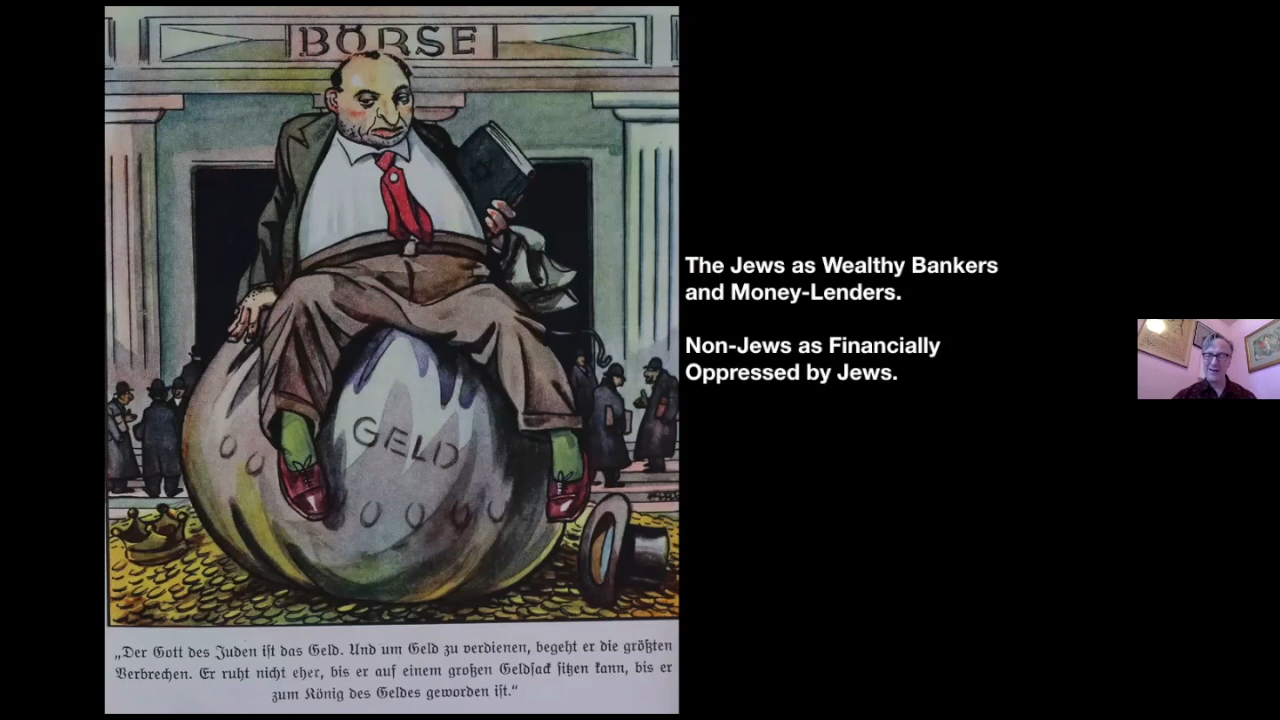 BÖRSE
GELD
„Der Gott des Juden ist das Geld. Und um Geld zu verdienen, begeht er die größten
Verbrechen. Er ruht nicht eher, bis er auf einem großen Geldsack sitzen kann, bis er
zum König des Geldes geworden ist.“
The Jews as Wealthy Bankers
and Money-Lenders.
Non-Jews as Financially
Oppressed by Jews.